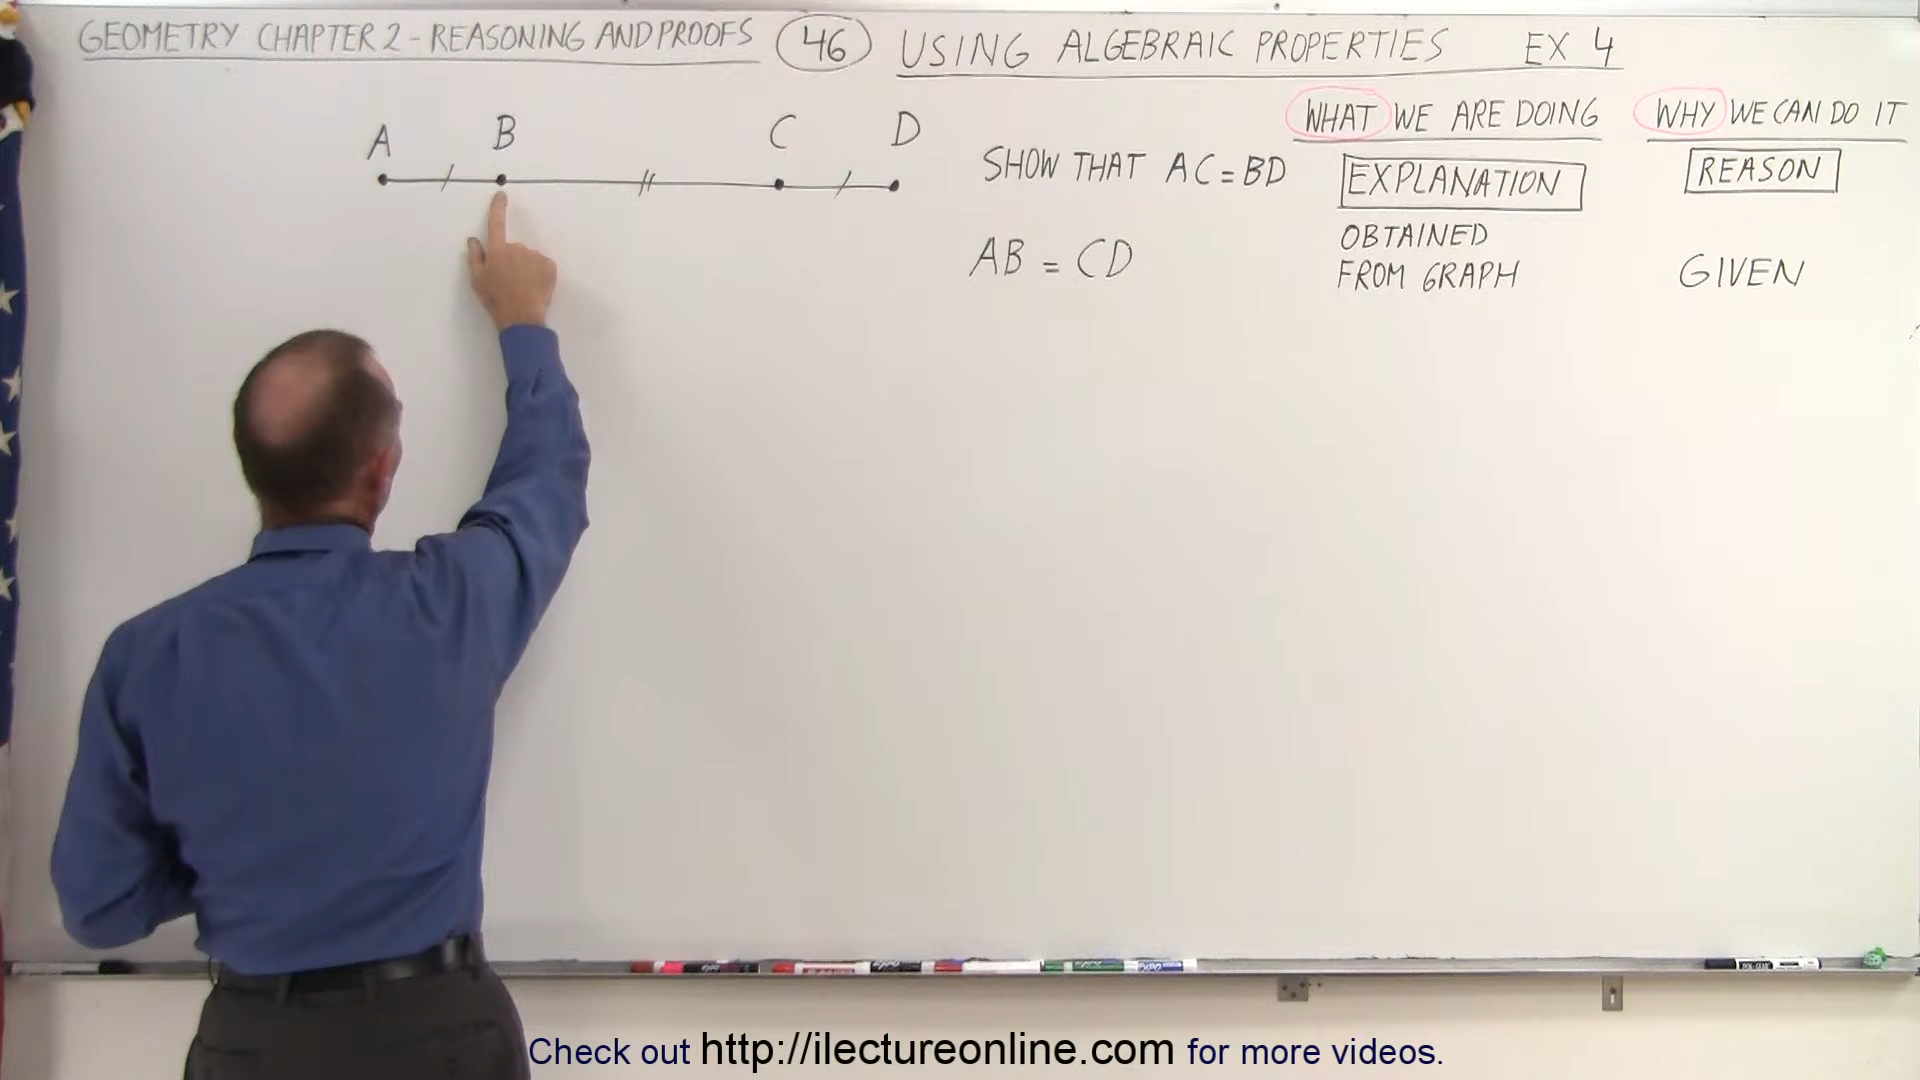 GEOMETRY CHAPTER 2 - REASONING AND PROOFS 46 USING ALGEBRAIC PROPERTIES EX 4
A B C D
SHOW THAT AC = BD
AB = CD
WHAT WE ARE DOING
EXPLANATION
OBTAINED
FROM GRAPH
WHY WE CAN DO IT
REASON
GIVEN
Check out http://ilectureonline.com for more videos.